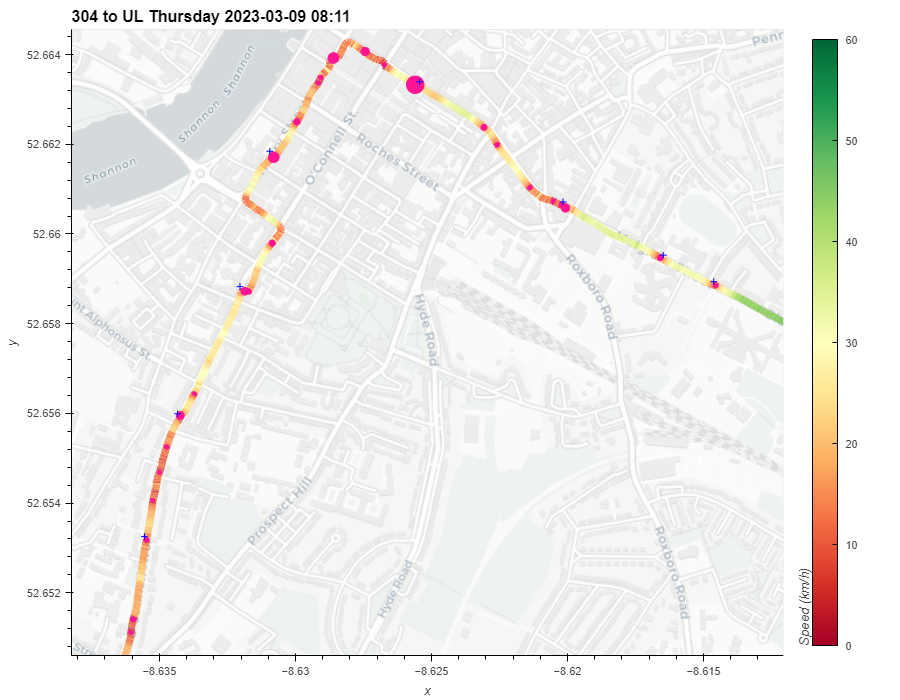 304 to UL Thursday 2023-03-09 08:11
60
50
40
30
20
10
0
Speed (km/h)
52.664
52.662
52.66
52.658
52.656
52.654
52.652
y
−8.635
−8.63
−8.625
−8.62
−8.615
x
Shannon
Shannon
Shannon
O'Connell St
Roches Street
Penn
Hyde Road
Roxboro Road
int Alphonsus St
Prospect Hill
Hyde Road
Roxboro Road
Stre